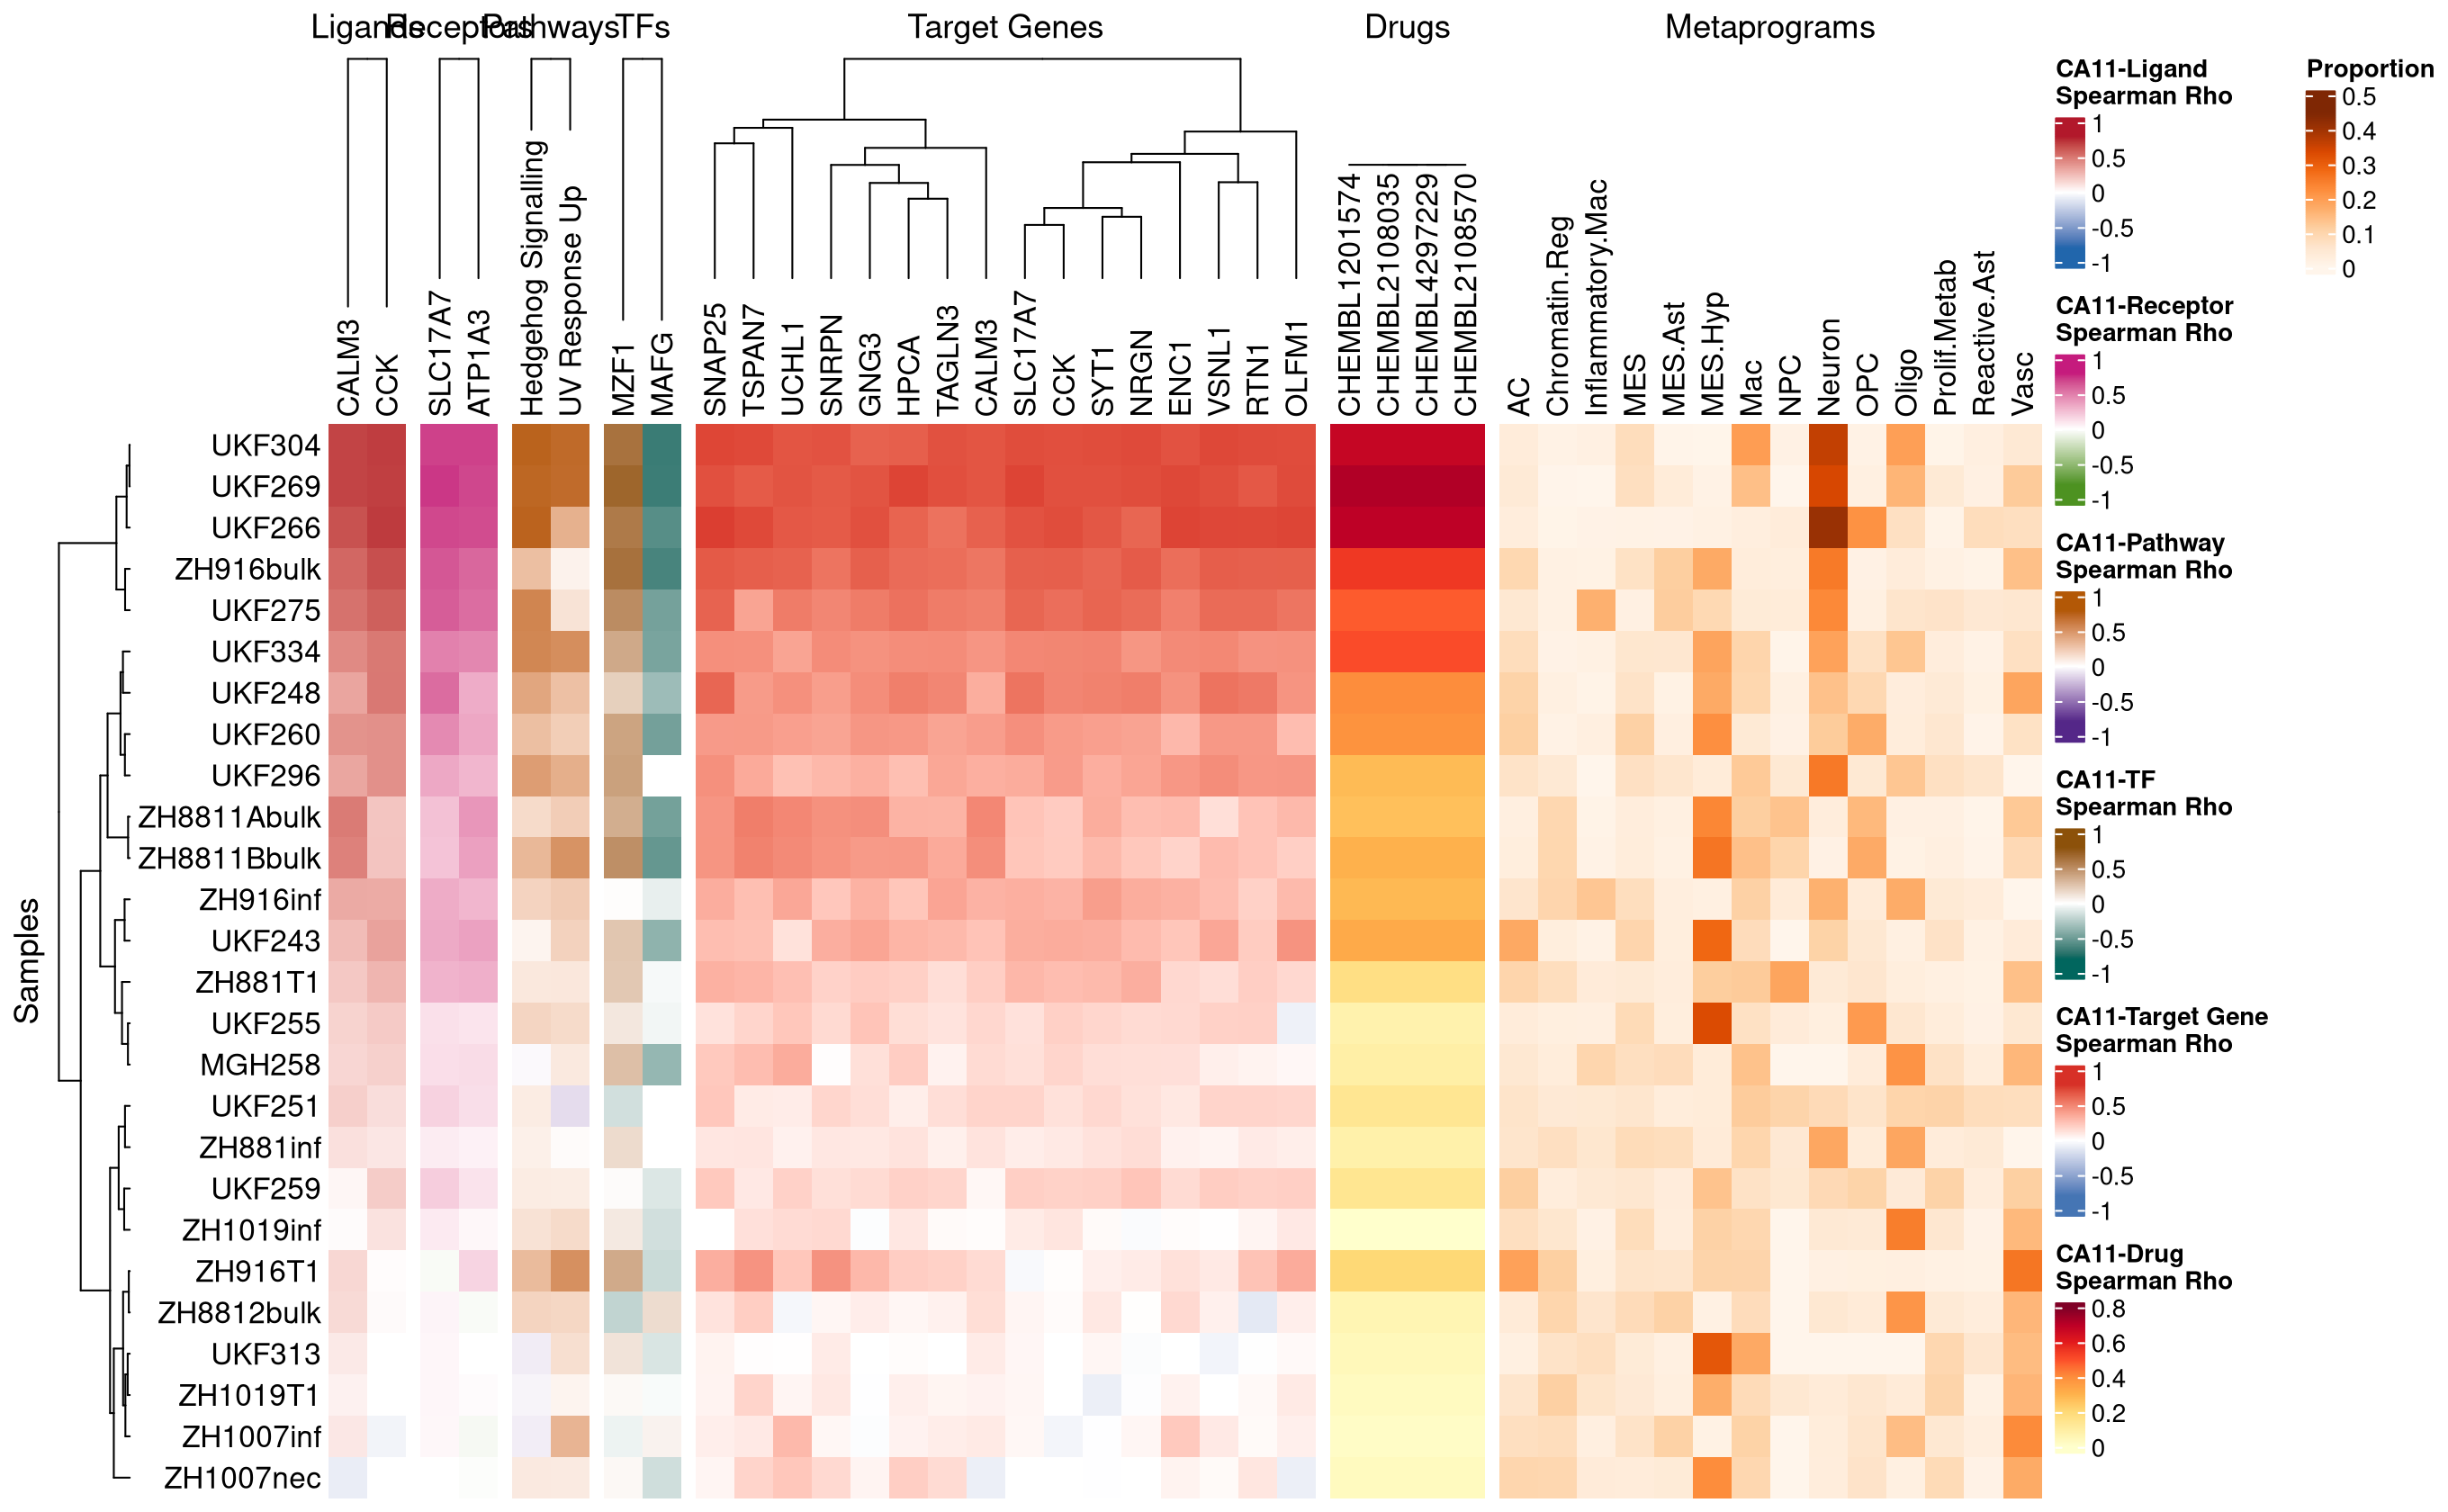 Ligands Receptors Pathways TFs Target Genes Drugs Metaprograms
CALM3
CCK
SLC17A7
ATP1A3
Hedgehog Signalling
UV Response Up
MZF1
MAFG
SNAP25
TSPAN7
UCHL1
SNRPN
GNG3
HPCA
TAGLN3
CALM3
SLC17A7
CCK
SYT1
NRGN
ENC1
VSNL1
RTN1
OLFM1
CHEMBL1201574
CHEMBL2108035
CHEMBL4297229
CHEMBL2108570
AC
Chromatin.Reg
Inflammatory.Mac
MES
MES.Ast
MES.Hyp
Mac
NPC
Neuron
OPC
Oligo
Prolif.Metab
Reactive.Ast
Vasc
Samples
UKF304
UKF269
UKF266
ZH916bulk
UKF275
UKF334
UKF248
UKF260
UKF296
ZH8811Abulk
ZH8811Bbulk
ZH916inf
UKF243
ZH881T1
UKF255
MGH258
UKF251
ZH881inf
UKF259
ZH1019inf
ZH916T1
ZH8812bulk
UKF313
ZH1019T1
ZH1007inf
ZH1007nec
CA11-Ligand
Spearman Rho
1
0.5
0
-0.5
-1
CA11-Receptor
Spearman Rho
1
0.5
0
-0.5
-1
CA11-Pathway
Spearman Rho
1
0.5
0
-0.5
-1
CA11-TF
Spearman Rho
1
0.5
0
-0.5
-1
CA11-Target Gene
Spearman Rho
1
0.5
0
-0.5
-1
CA11-Drug
Spearman Rho
0.8
0.6
0.4
0.2
0
Proportion
0.5
0.4
0.3
0.2
0.1
0